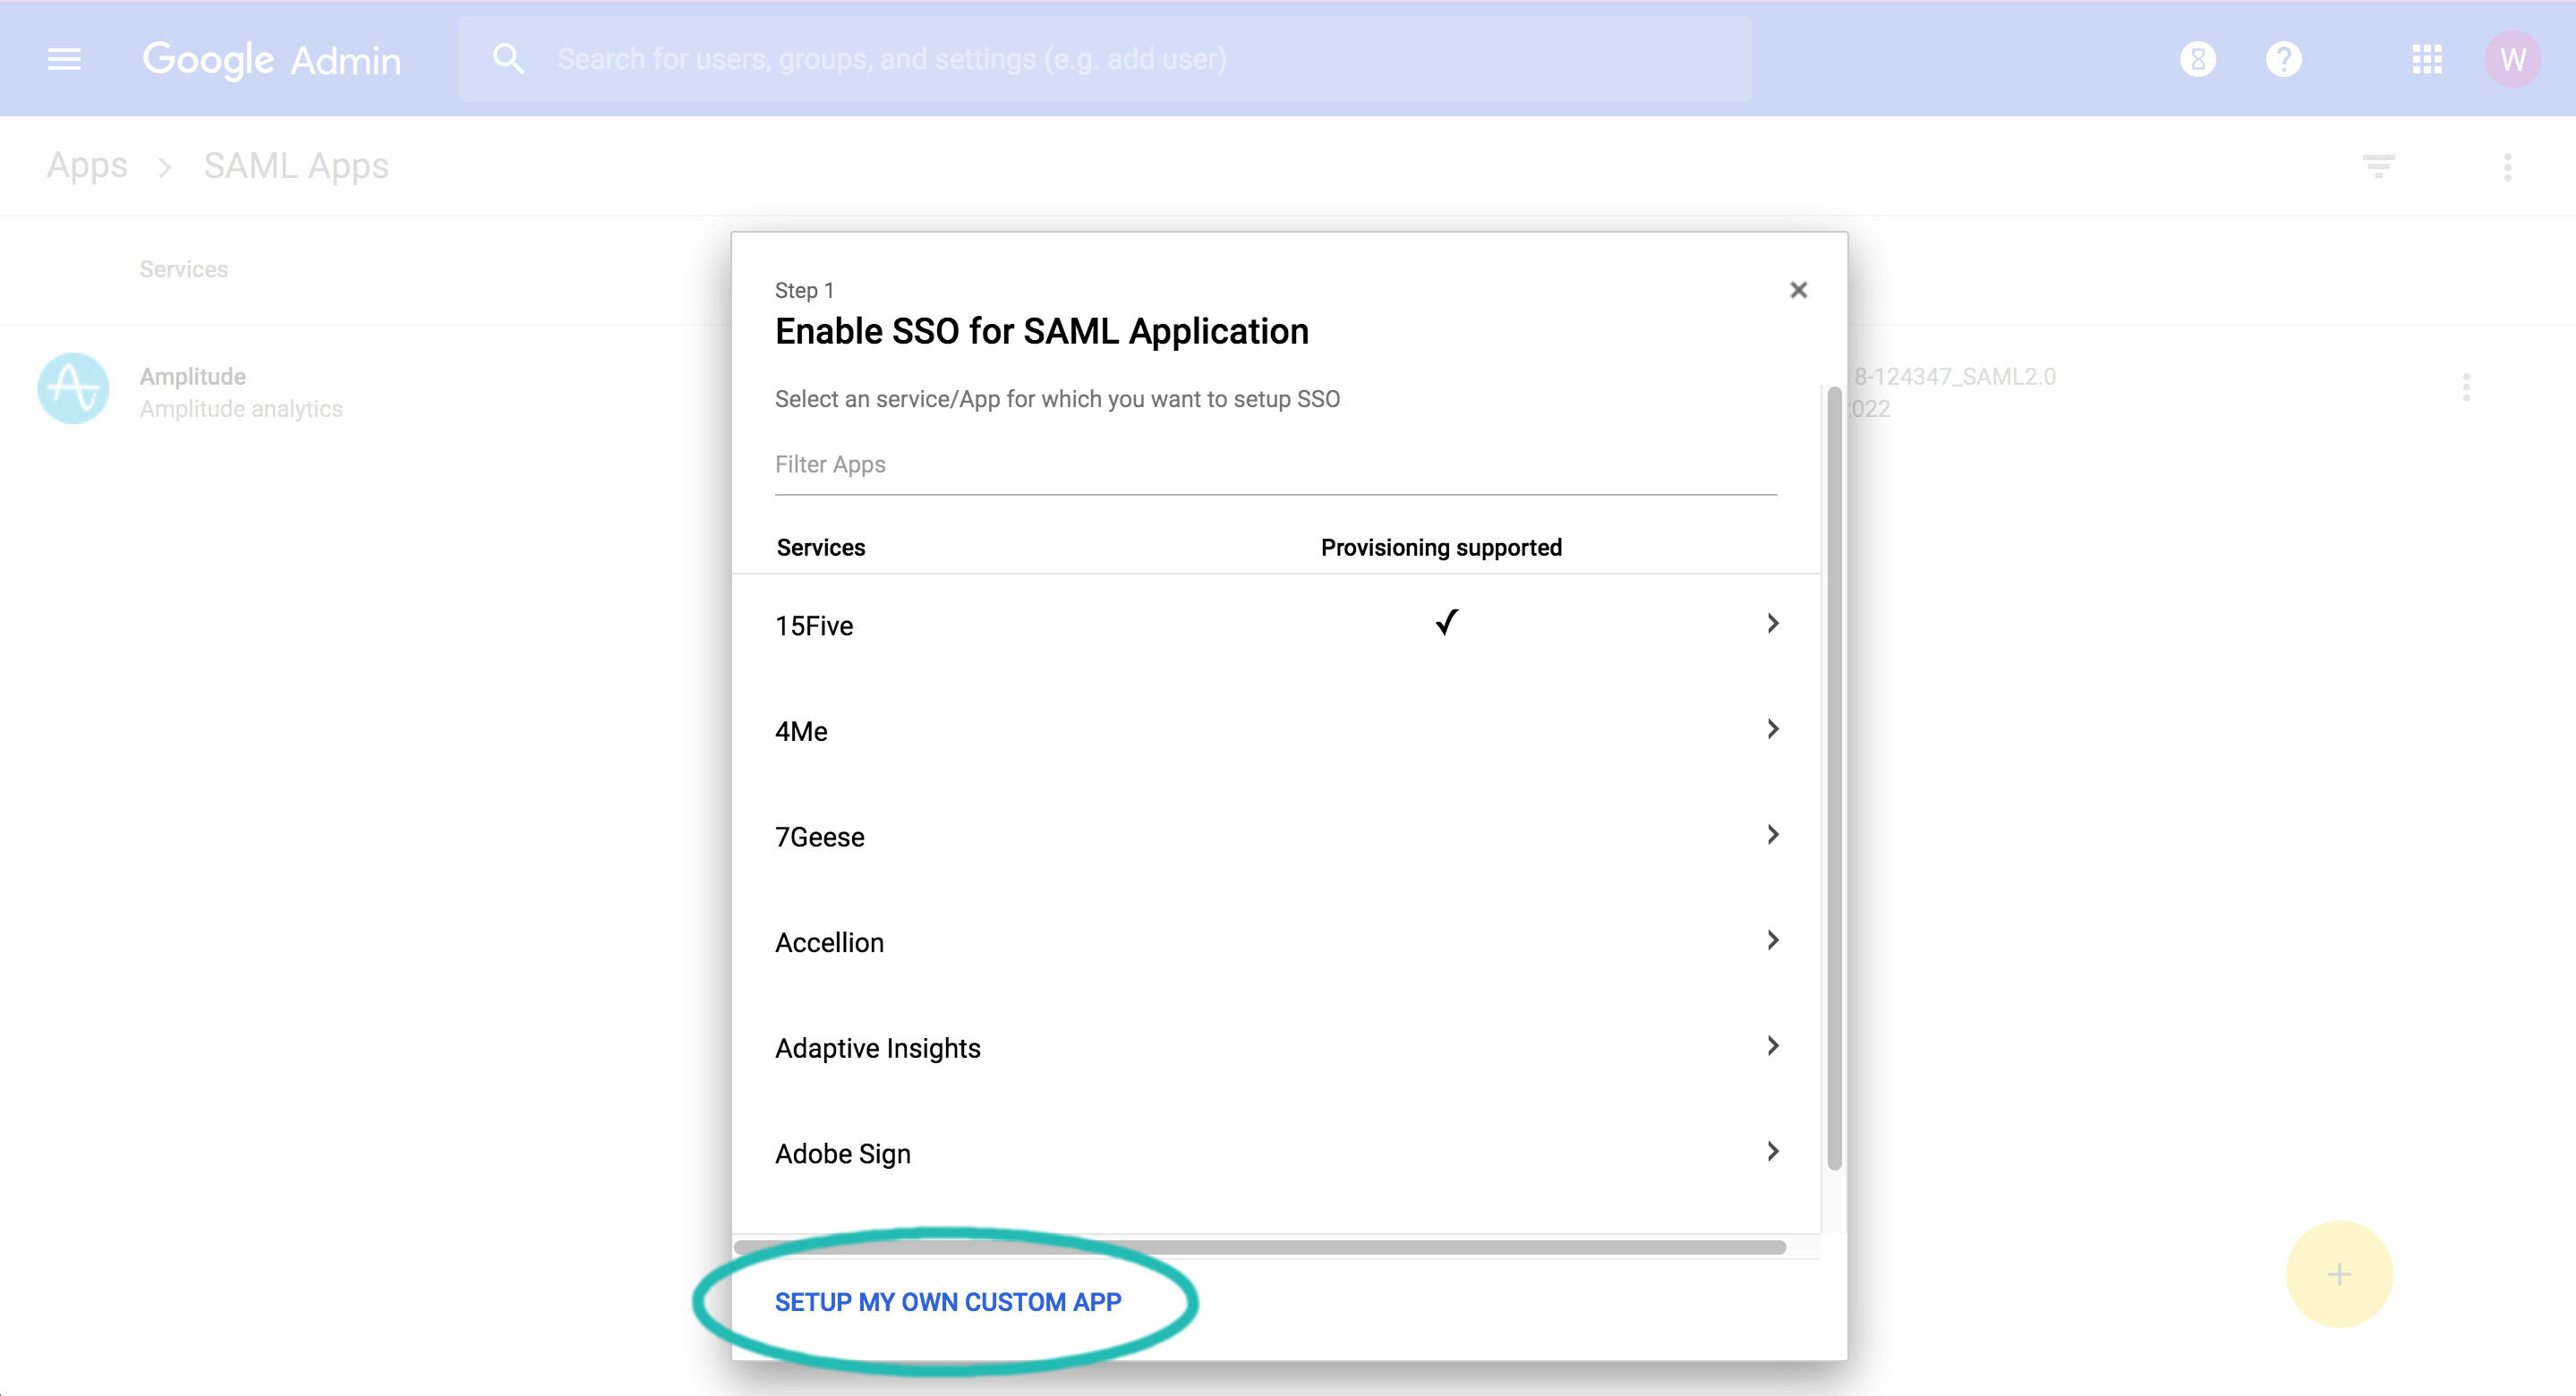 Google Admin
Search for users, groups, and settings (e.g. add user)
W
Apps
SAML Apps
Services
Amplitude
Amplitude analytics
8-124347_SAML2.0
2022
Step 1
Enable SSO for SAML Application
Select an service/App for which you want to setup SSO
Filter Apps
Services Provisioning supported
15Five
4Me
7Geese
Accellion
Adaptive Insights
Adobe Sign
SETUP MY OWN CUSTOM APP